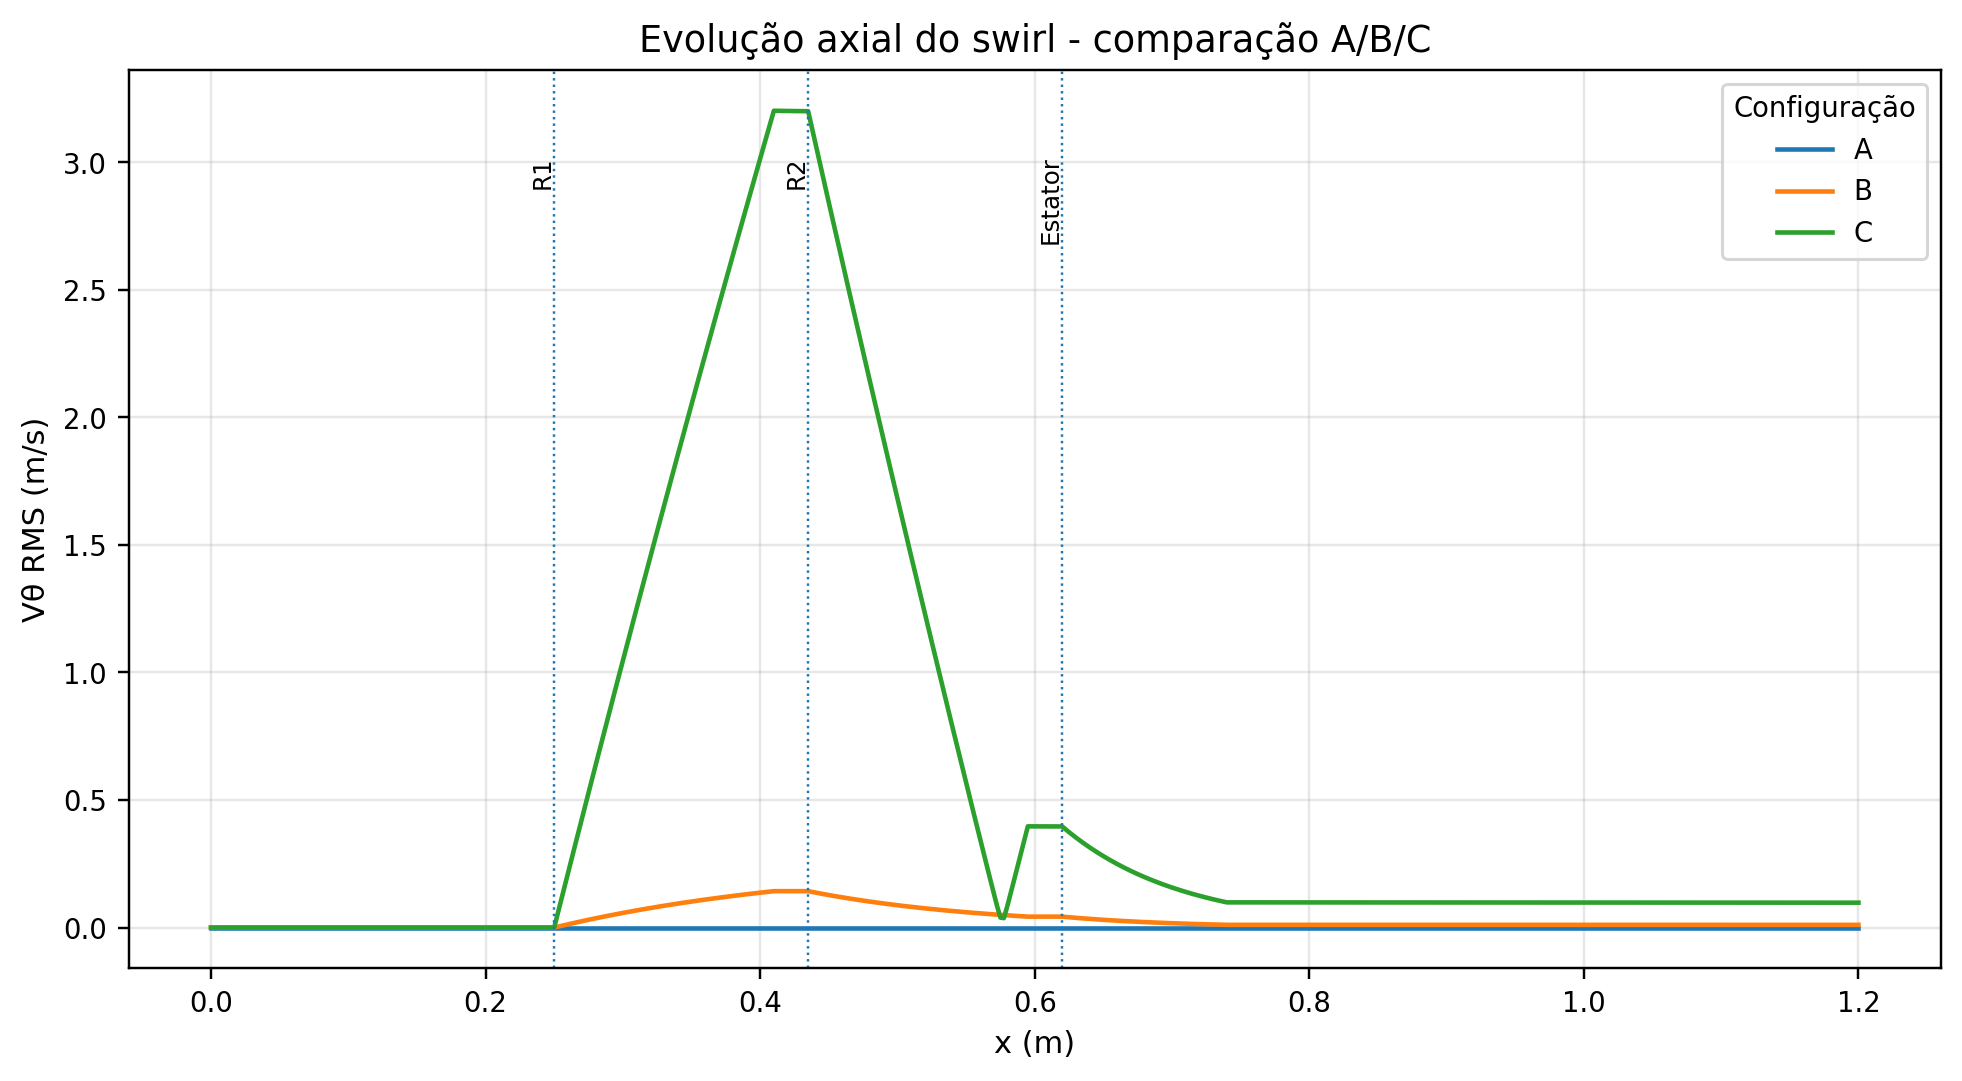 Evolução axial do swirl - comparação A/B/C
Configuração
A
B
C
R1
R2
Estator
Vθ RMS (m/s)
3.0
2.5
2.0
1.5
1.0
0.5
0.0
0.0 0.2 0.4 0.6 0.8 1.0 1.2
x (m)